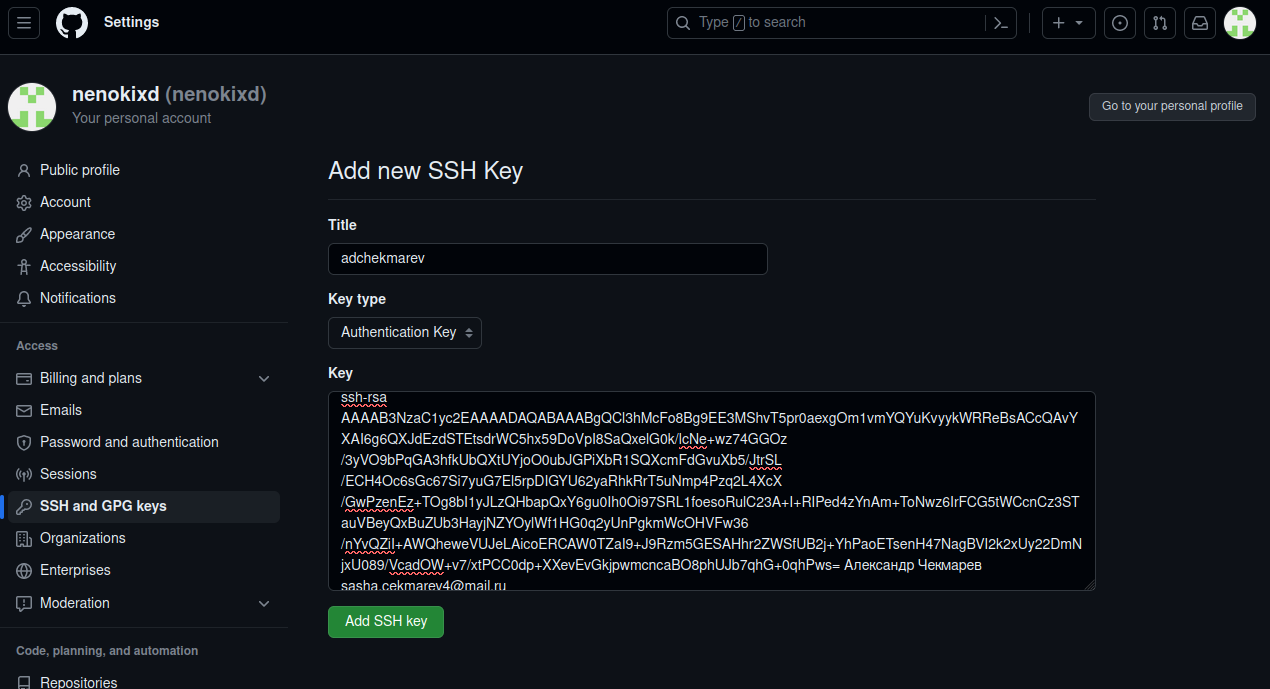 Settings
Type / to search
nenokixd (nenokixd)
Your personal account
Go to your personal profile
Public profile
Account
Appearance
Accessibility
Notifications
Access
Billing and plans
Emails
Password and authentication
Sessions
SSH and GPG keys
Organizations
Enterprises
Moderation
Code, planning, and automation
Repositories
Add new SSH Key
Title
adchekmarev
Key type
Authentication Key
Key
ssh-rsa
AAAAB3NzaC1yc2EAAAADAQABAAABgQCl3hMcFo8Bg9EE3MShvT5pr0aexgOm1vmYQYuKvyykWRReBsACcQAvY
XAI6g6QXJdEzdSTEtsdrWC5hx59DoVpI8SaQxelG0k/lcNe+wz74GGOz
/3yVO9bPqGA3hfkUbQXtUYjoO0ubJGPiXbR1SQXcmFdGvuXb5/JtrSL
/ECH4Oc6sGc67Si7yuG7El5rpDIGYU62yaRhkRrT5uNmp4Pzq2L4XcX
/GwPzenEz+TOg8bI1yJLzQHbapQxY6gu0Ih0Oi97SRL1foesoRulC23A+I+RIPed4zYnAm+ToNwz6IrFCG5tWCcnCz3ST
auVBeyQxBuZUb3HayjNZYOylWf1HG0q2yUnPgkmWcOHVFw36
/nYvQZiI+AWQheweVUJeLAicoERCAW0TZaI9+J9Rzm5GESAHhr2ZWSfUB2j+YhPaoETsenH47NagBVI2k2xUy22DmN
jxU089/VcadOW+v7/xtPCC0dp+XXevEvGkjpwmcncaBO8phUJb7qhG+0qhPws= Александр Чекмарев
sasha.cekmarev4@mail.ru
Add SSH key